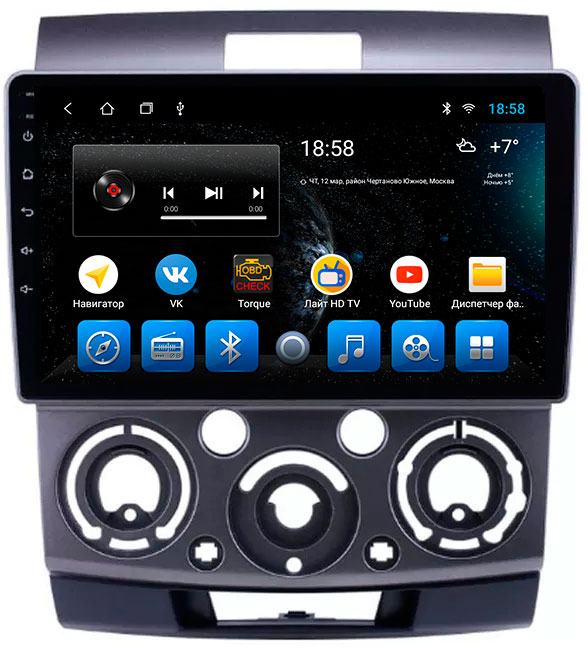 18:58
18:58
+7°
ЧТ, 12 мар, район Чертаново Южное, Москва
Днём +8°
Ночью +5°
0:00
0:00
OBD
CHECK
Навигатор
VK
Torque
Лайт HD TV
YouTube
Диспетчер фа..